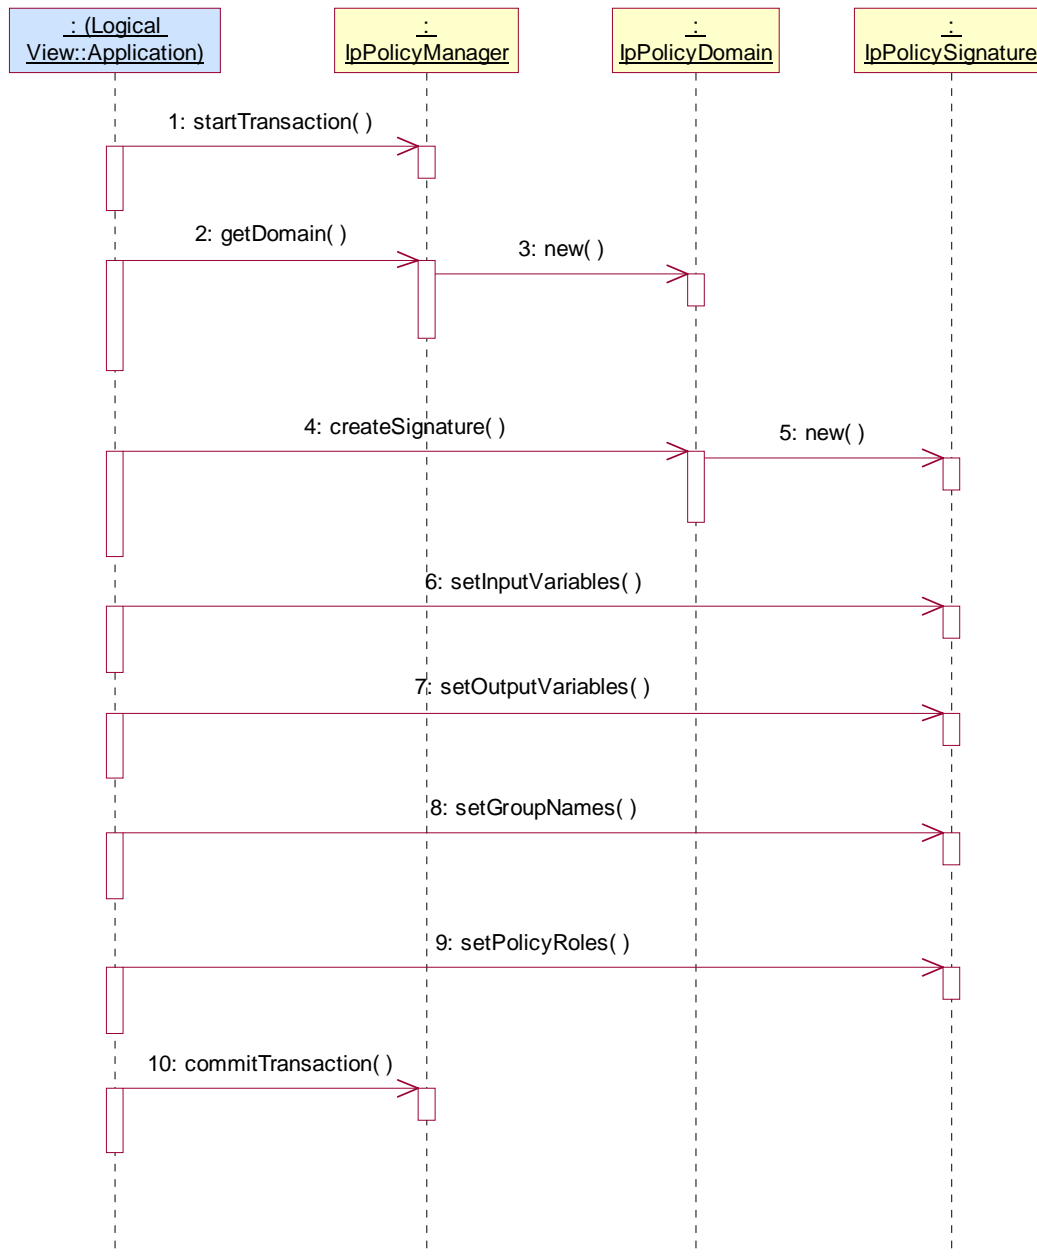 : (Logical
View::Application)
:
IpPolicyManager
:
IpPolicyDomain
:
IpPolicySignature
1: startTransaction( )
2: getDomain( )
3: new( )
4: createSignature( )
5: new( )
6: setInputVariables( )
7: setOutputVariables( )
8: setGroupNames( )
9: setPolicyRoles( )
10: commitTransaction( )